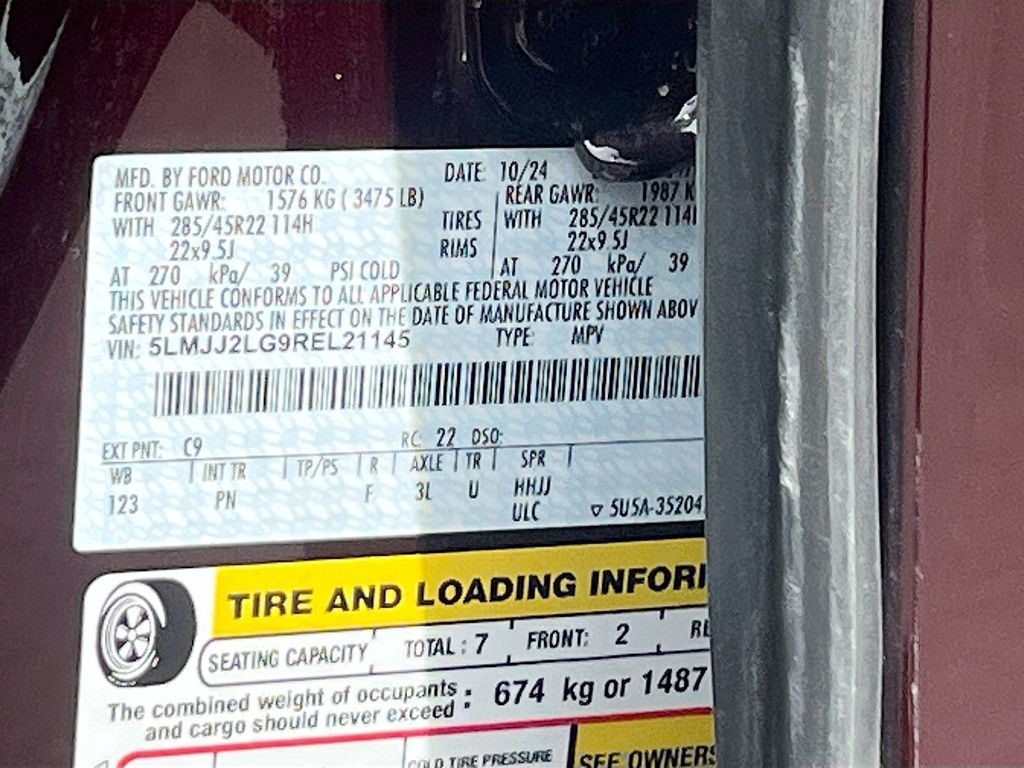 MFD. BY FORD MOTOR CO. DATE: 10/24
FRONT GAWR: 1576 KG ( 3475 LB) REAR GAWR: 1987 K
WITH 285/45R22 114H TIRES WITH 285/45R22 114
22x9.5J RIMS 22x9.5J
AT 270 kPa/ 39 PSI COLD AT 270 kPa/ 39
THIS VEHICLE CONFORMS TO ALL APPLICABLE FEDERAL MOTOR VEHICLE
SAFETY STANDARDS IN EFFECT ON THE DATE OF MANUFACTURE SHOWN ABOV
VIN: 5LMJJ2LG9REL21145 TYPE: MPV
EXT PNT: C9 RC: 22 DSO:
WB INT TR TP/PS R AXLE TR SPR
123 PN F 3L U HHJJ
ULC ▽ 5U5A-35204
TIRE AND LOADING INFOR
SEATING CAPACITY TOTAL : 7 FRONT: 2
The combined weight of occupants : 674 kg or 1487
and cargo should never exceed
COLD TIRE PRESSURE SEE OWNERS